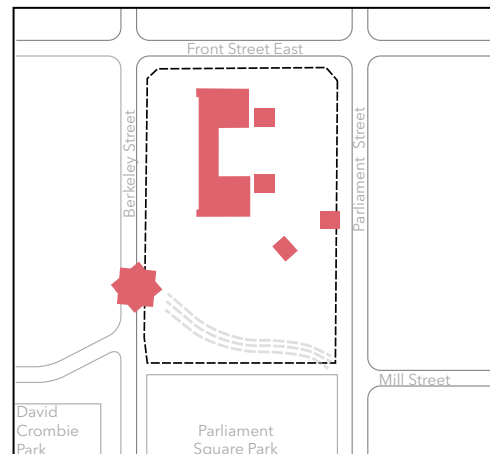 Front Street East
Berkeley Street
Parliament Street
Mill Street
David
Crombie
Park
Parliament
Square Park